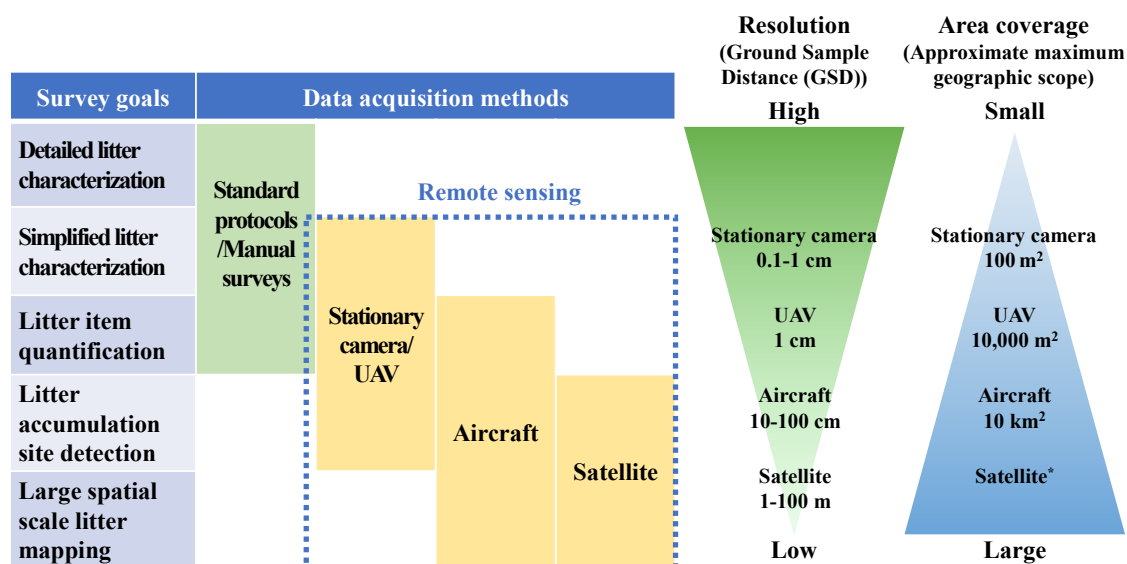 Resolution
(Ground Sample
Distance (GSD))
High
Area coverage
(Approximate maximum
geographic scope)
Small
Survey goals
Data acquisition methods
Detailed litter
characterization
Simplified litter
characterization
Litter item
quantification
Litter
accumulation
site detection
Large spatial
scale litter
mapping
Standard
protocols
/Manual
surveys
Remote sensing
Stationary
camera/
UAV
Aircraft
Satellite
Stationary camera
0.1-1 cm
UAV
1 cm
Aircraft
10-100 cm
Satellite
1-100 m
Low
Stationary camera
100 m²
UAV
10,000 m²
Aircraft
10 km²
Satellite*
Large